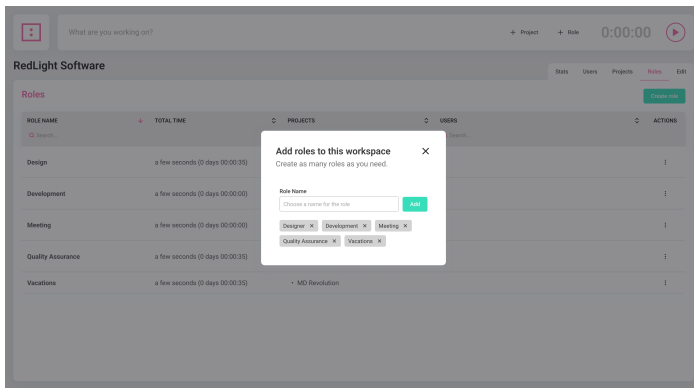 What are you working on?
+ Project
+ Role
0:00:00
RedLight Software
Stats
Users
Projects
Roles
Edit
Roles
Create role
ROLE NAME
TOTAL TIME
PROJECTS
USERS
ACTIONS
Search...
Search...
Design
a few seconds (0 days 00:00:35)
Development
a few seconds (0 days 00:00:00)
Meeting
a few seconds (0 days 00:00:00)
Quality Assurance
a few seconds (0 days 00:00:35)
Vacations
a few seconds (0 days 00:00:35)
• MD Revolution
Add roles to this workspace
Create as many roles as you need.
Role Name
Choose a name for the role
Add
Designer ×
Development ×
Meeting ×
Quality Assurance ×
Vacations ×